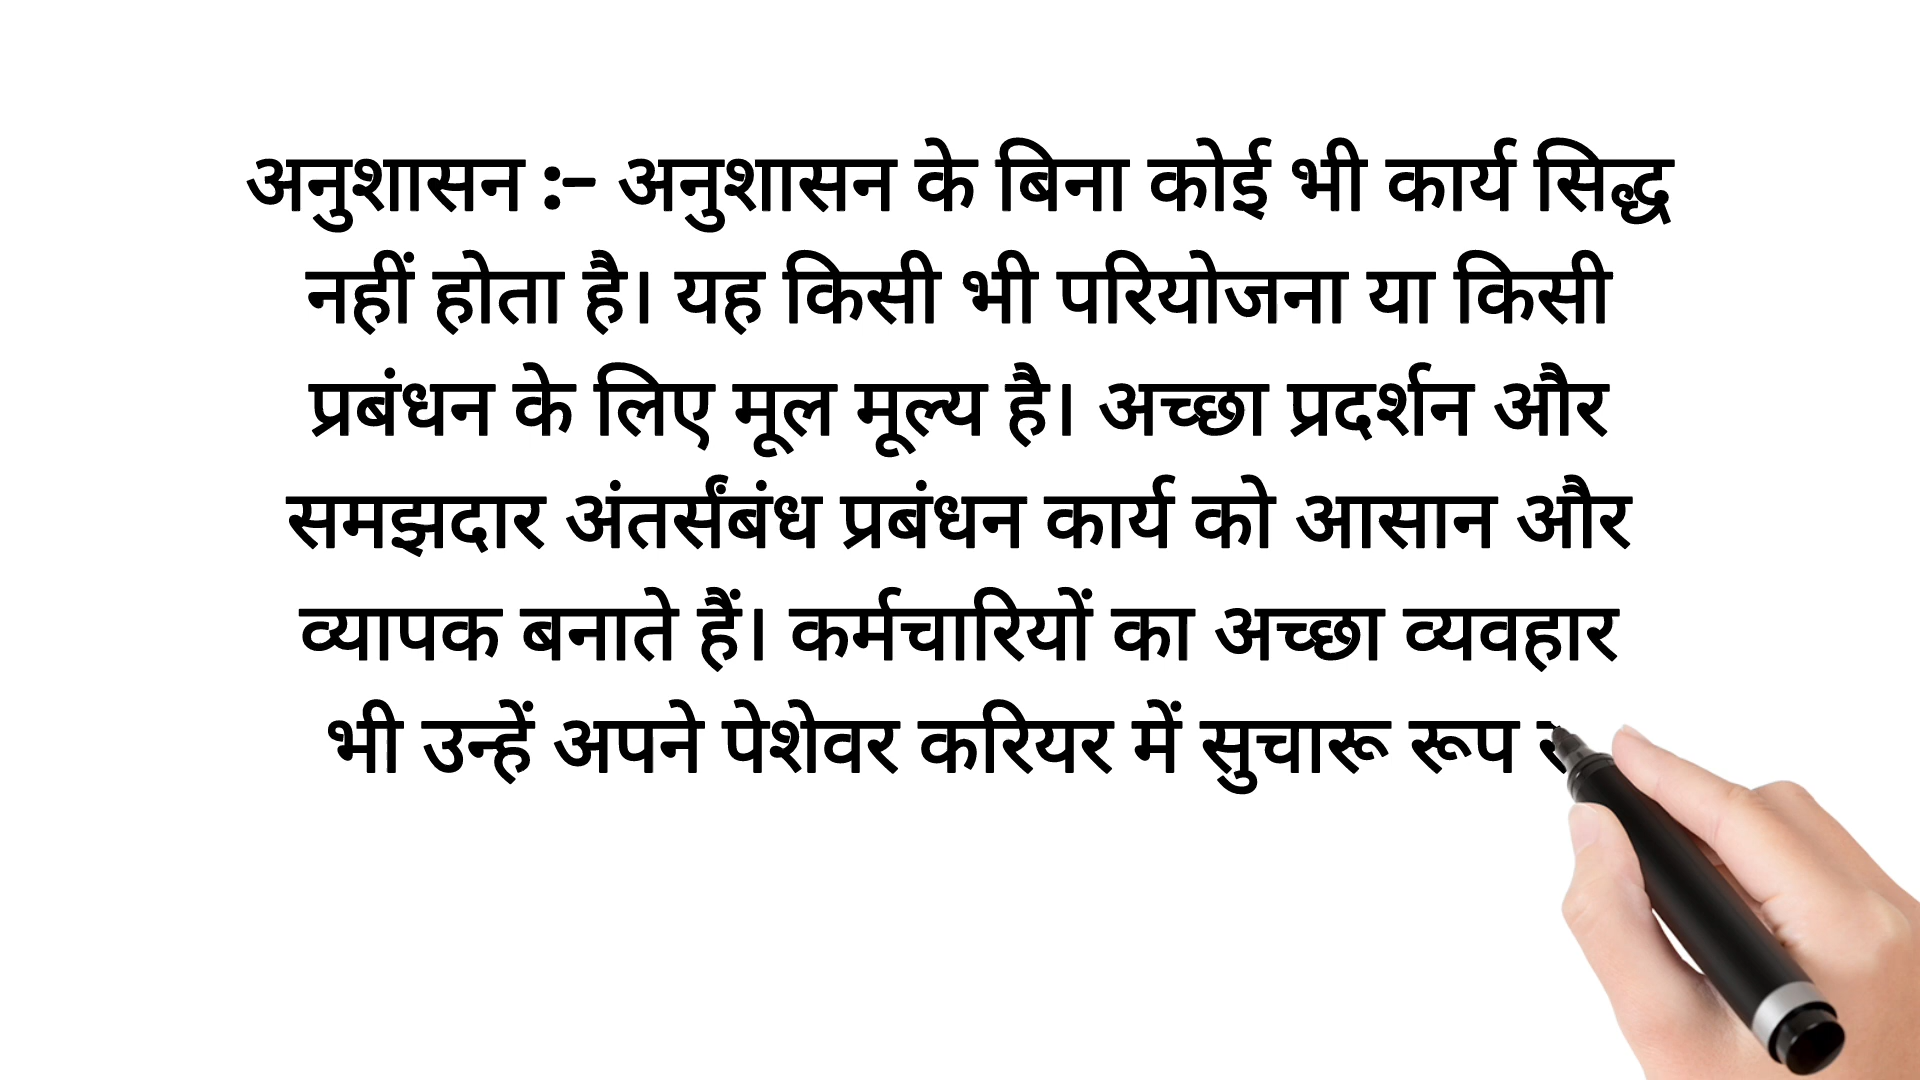 अनुशासन :- अनुशासन के बिना कोई भी कार्य सिद्ध
नहीं होता है। यह किसी भी परियोजना या किसी
प्रबंधन के लिए मूल मूल्य है। अच्छा प्रदर्शन और
समझदार अंतर्संबंध प्रबंधन कार्य को आसान और
व्यापक बनाते हैं। कर्मचारियों का अच्छा व्यवहार
भी उन्हें अपने पेशेवर करियर में सुचारू रूप